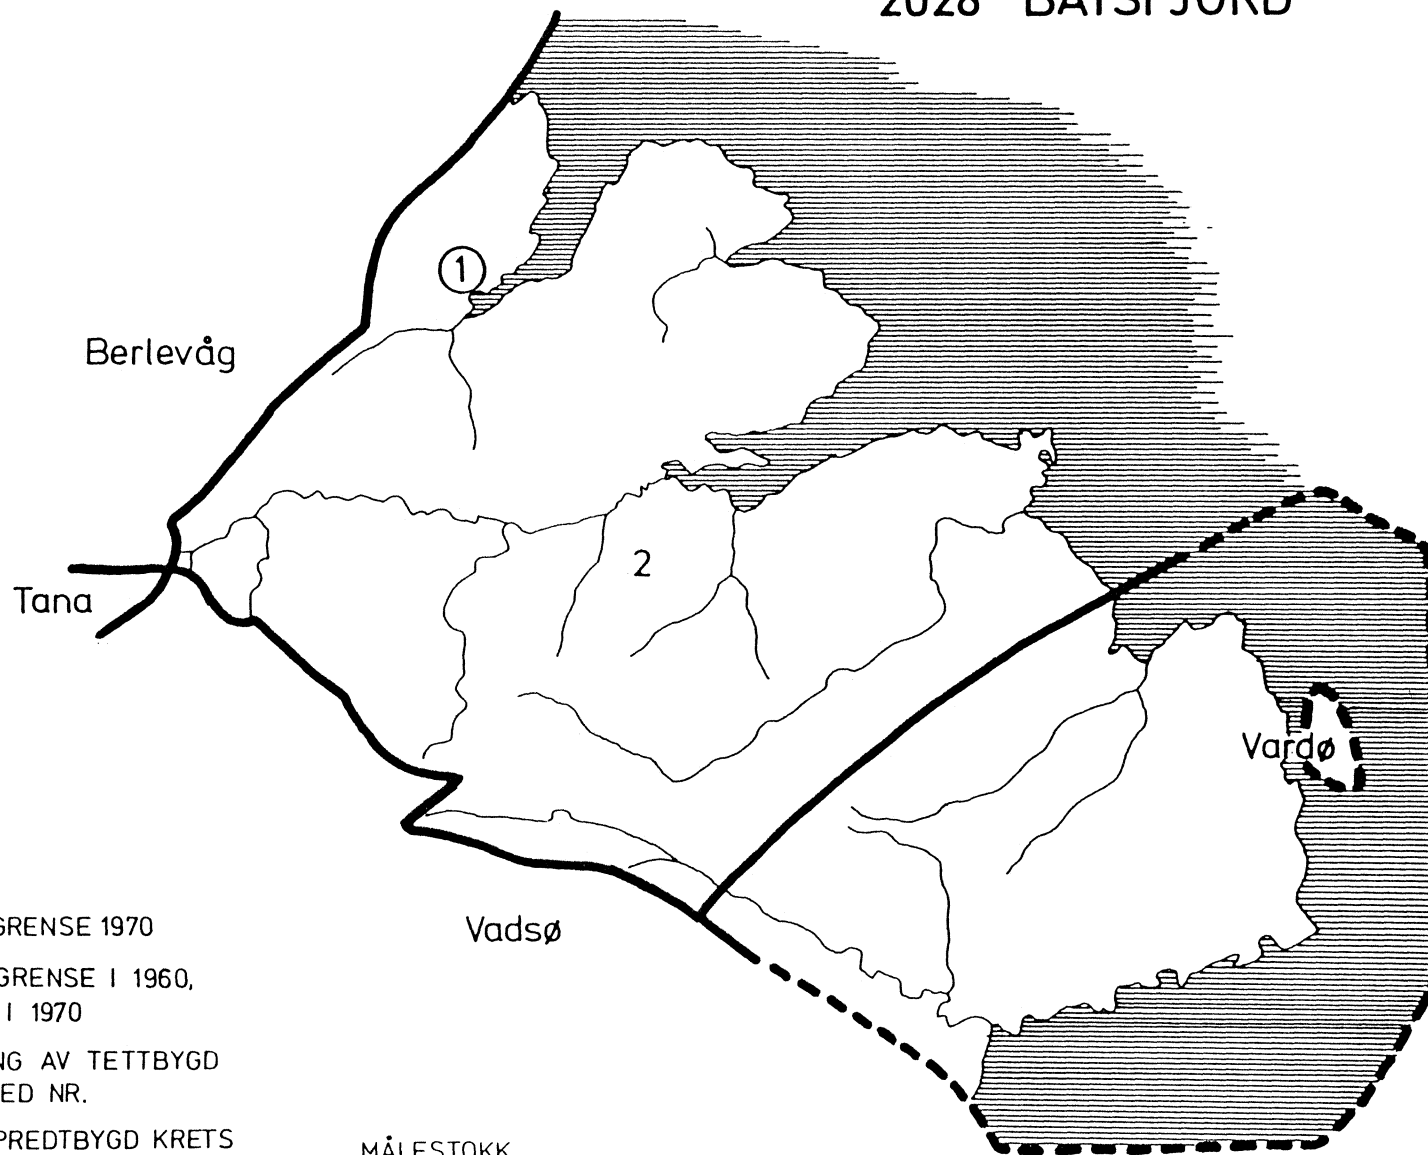 2028 BÅTSFJORD
1
Berlevåg
2
Tana
Vardø
Vadsø
GRENSE 1970
GRENSE I 1960,
I 1970
NG AV TETTBYGD
ED NR.
PREDTBYGD KRETS
MÅLESTOKK